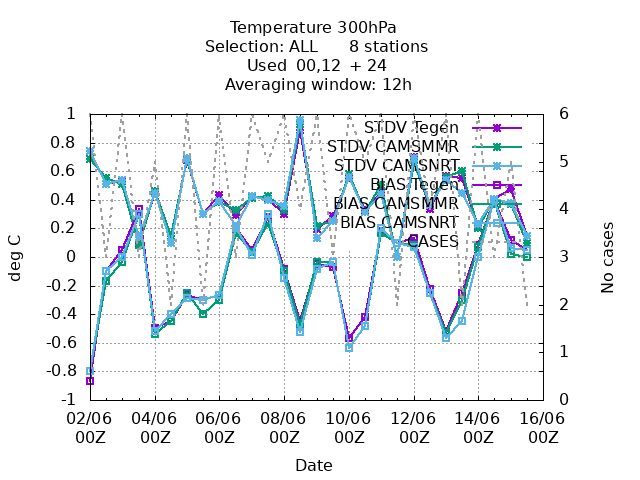 Temperature 300hPa
Selection: ALL 8 stations
Used 00,12 + 24
Averaging window: 12h
STDV Tegen
STDV CAMSMMR
STDV CAMSNRT
BIAS Tegen
BIAS CAMSMMR
BIAS CAMSNRT
CASES
1
0.8
0.6
0.4
0.2
0
-0.2
-0.4
-0.6
-0.8
-1
deg C
6
5
4
3
2
1
0
No cases
02/06 04/06 06/06 08/06 10/06 12/06 14/06 16/06
00Z 00Z 00Z 00Z 00Z 00Z 00Z 00Z
Date